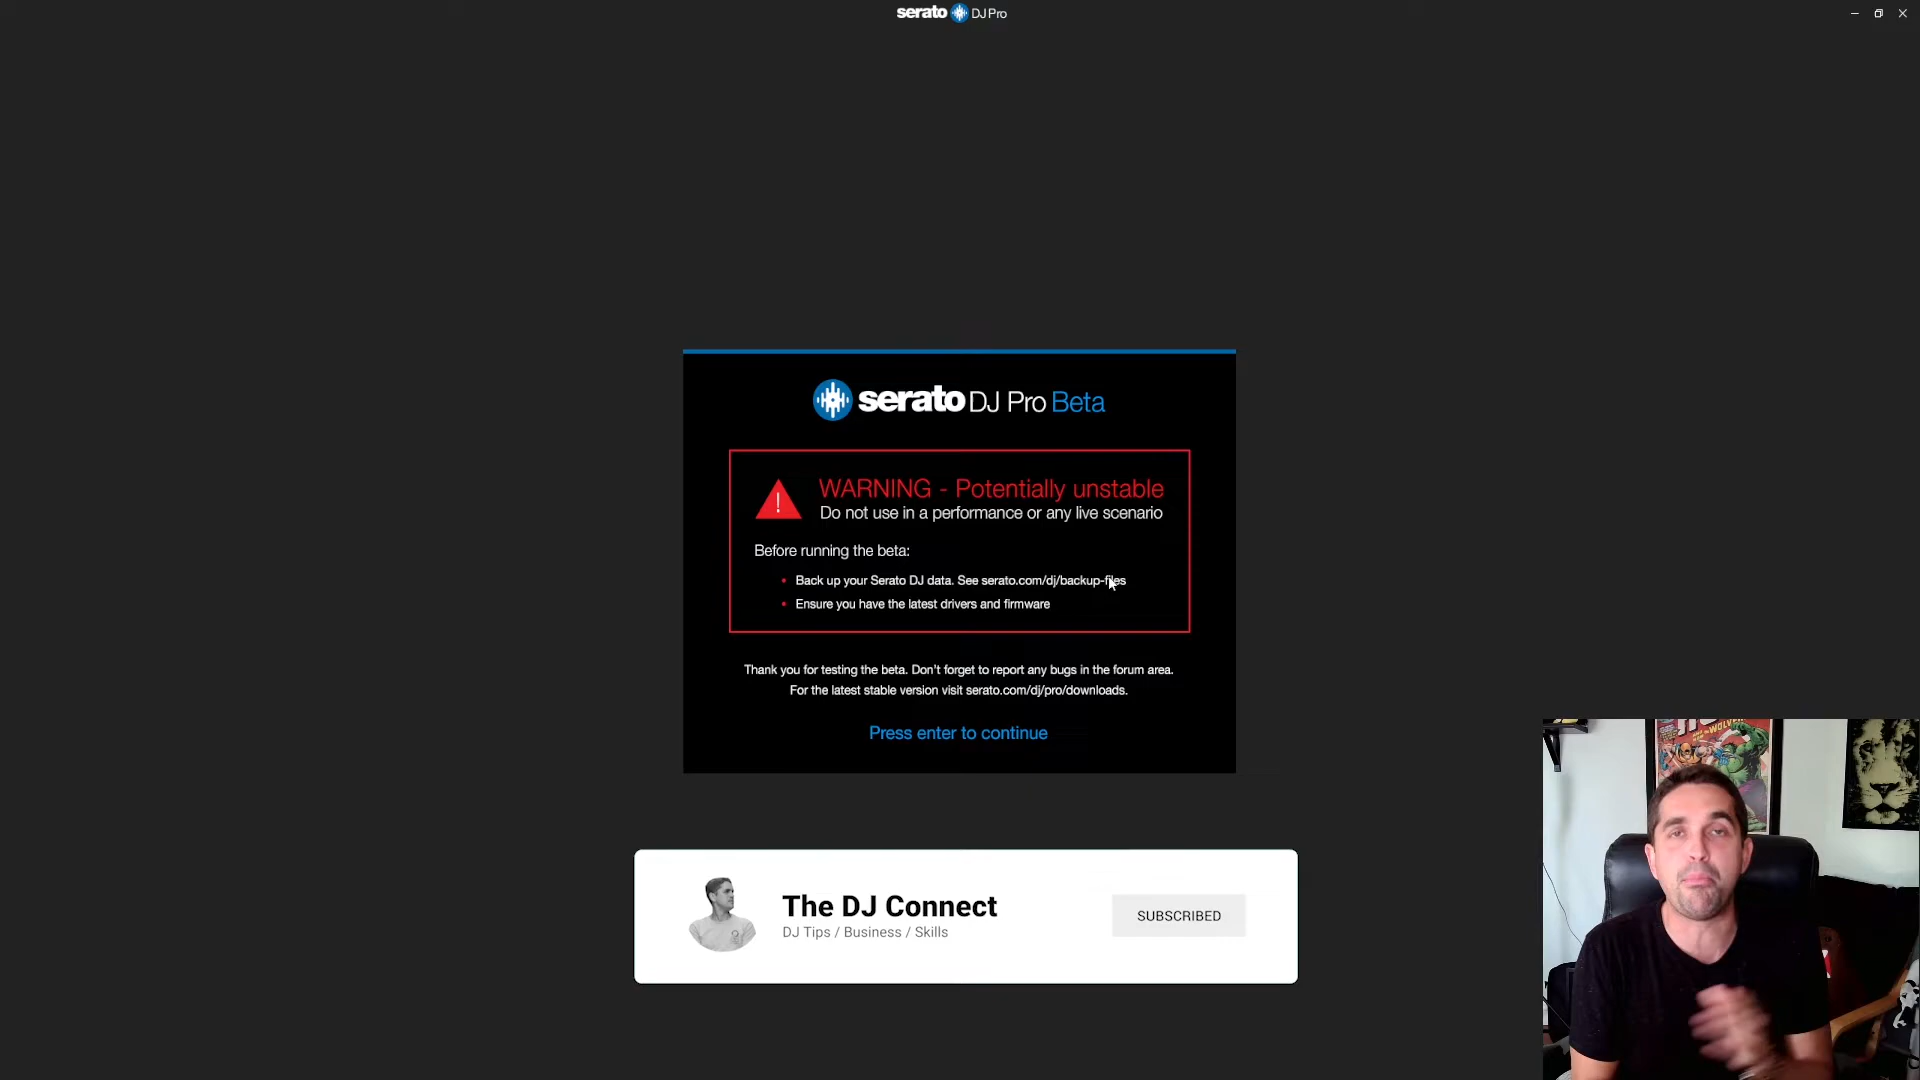 serato DJ Pro
serato DJ Pro Beta
WARNING - Potentially unstable
Do not use in a performance or any live scenario
Before running the beta:
• Back up your Serato DJ data. See serato.com/dj/backup-files
• Ensure you have the latest drivers and firmware
Thank you for testing the beta. Don't forget to report any bugs in the forum area.
For the latest stable version visit serato.com/dj/pro/downloads.
Press enter to continue
The DJ Connect
DJ Tips / Business / Skills
SUBSCRIBED